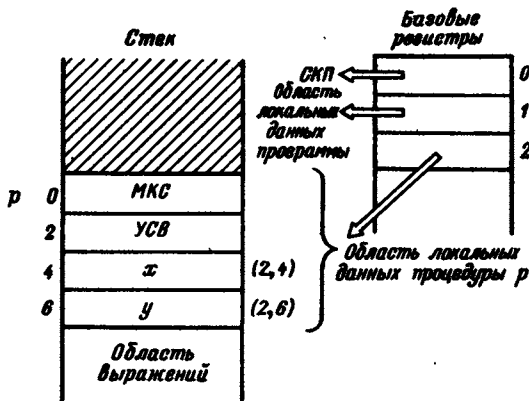 Стек
Базовые
регистры
СКП
Область
локальных
данных
программы
0
1
2
р 0 МКС
2 УСВ
4 x (2,4)
6 y (2,6)
Область локальных
данных процедуры р
Область
выражений